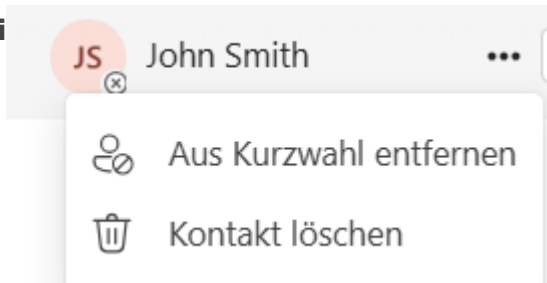 i
JS John Smith •••
Aus Kurzwahl entfernen
Kontakt löschen